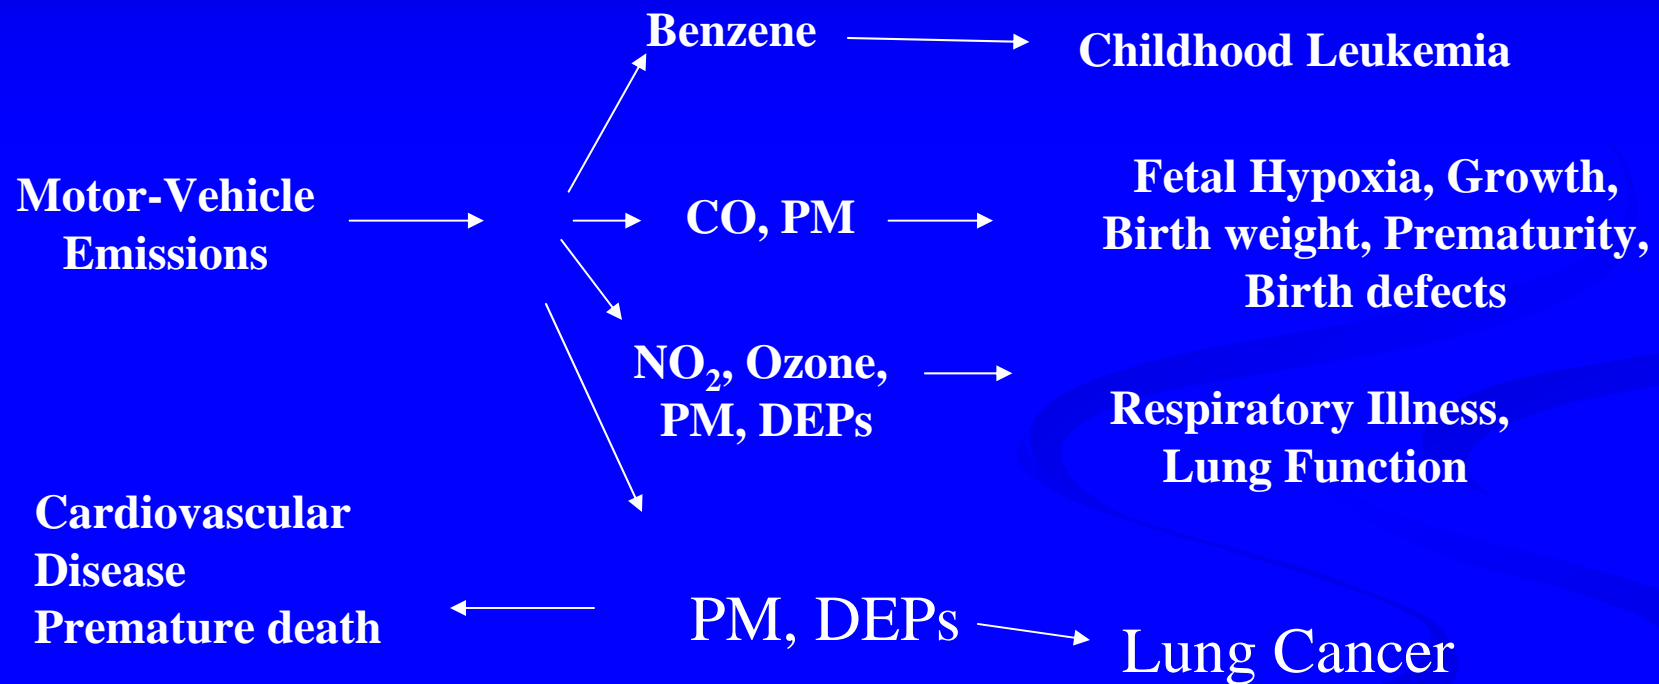 Benzene
Childhood Leukemia
Motor-Vehicle
Emissions
CO, PM
Fetal Hypoxia, Growth,
Birth weight, Prematurity,
Birth defects
NO₂, Ozone,
PM, DEPs
Respiratory Illness,
Lung Function
Cardiovascular
Disease
Premature death
PM, DEPs
Lung Cancer